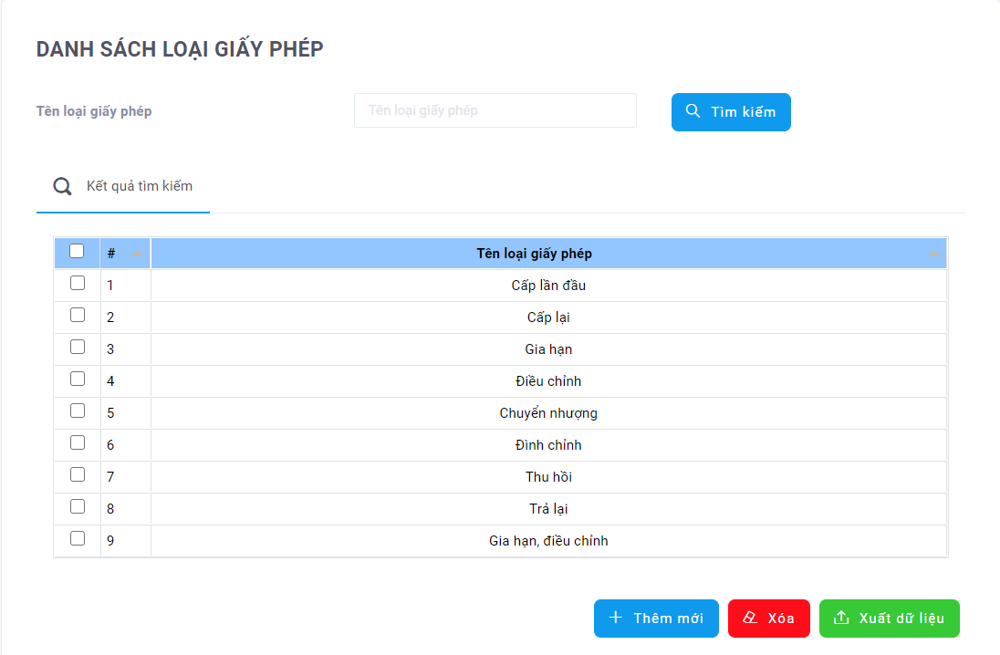 DANH SÁCH LOẠI GIẤY PHÉP
Tên loại giấy phép Tên loại giấy phép Tìm kiếm
Kết quả tìm kiếm
# Tên loại giấy phép
1 Cấp lần đầu
2 Cấp lại
3 Gia hạn
4 Điều chỉnh
5 Chuyển nhượng
6 Đình chỉnh
7 Thu hồi
8 Trả lại
9 Gia hạn, điều chỉnh
Thêm mới Xóa Xuất dữ liệu